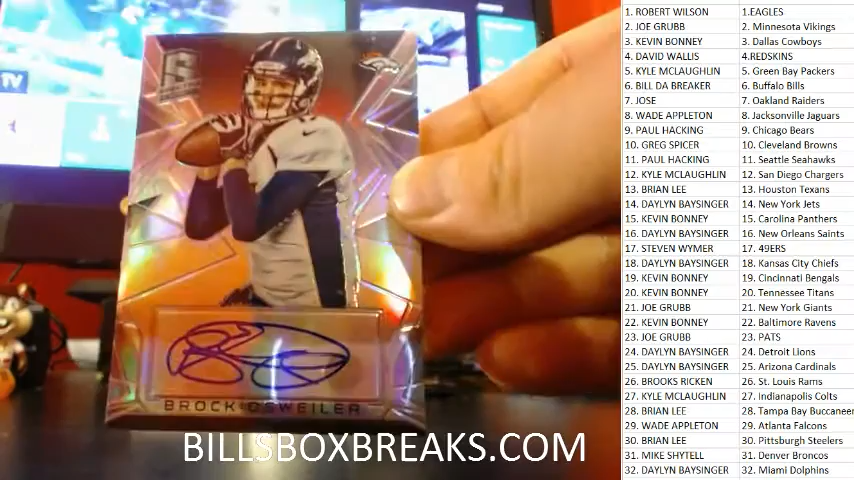 TV
S
BROCK OSWEILER
BILLSBOXBREAKS.COM
1. ROBERT WILSON 1.EAGLES
2. JOE GRUBB 2. Minnesota Vikings
3. KEVIN BONNEY 3. Dallas Cowboys
4. DAVID WALLIS 4.REDSKINS
5. KYLE MCLAUGHLIN 5. Green Bay Packers
6. BILL DA BREAKER 6. Buffalo Bills
7. JOSE 7. Oakland Raiders
8. WADE APPLETON 8. Jacksonville Jaguars
9. PAUL HACKING 9. Chicago Bears
10. GREG SPICER 10. Cleveland Browns
11. PAUL HACKING 11. Seattle Seahawks
12. KYLE MCLAUGHLIN 12. San Diego Chargers
13. BRIAN LEE 13. Houston Texans
14. DAYLYN BAYSINGER 14. New York Jets
15. KEVIN BONNEY 15. Carolina Panthers
16. DAYLYN BAYSINGER 16. New Orleans Saints
17. STEVEN WYMER 17. 49ERS
18. DAYLYN BAYSINGER 18. Kansas City Chiefs
19. KEVIN BONNEY 19. Cincinnati Bengals
20. KEVIN BONNEY 20. Tennessee Titans
21. JOE GRUBB 21. New York Giants
22. KEVIN BONNEY 22. Baltimore Ravens
23. JOE GRUBB 23. PATS
24. DAYLYN BAYSINGER 24. Detroit Lions
25. DAYLYN BAYSINGER 25. Arizona Cardinals
26. BROOKS RICKEN 26. St. Louis Rams
27. KYLE MCLAUGHLIN 27. Indianapolis Colts
28. BRIAN LEE 28. Tampa Bay Buccaneer
29. WADE APPLETON 29. Atlanta Falcons
30. BRIAN LEE 30. Pittsburgh Steelers
31. MIKE SHYTELL 31. Denver Broncos
32. DAYLYN BAYSINGER 32. Miami Dolphins